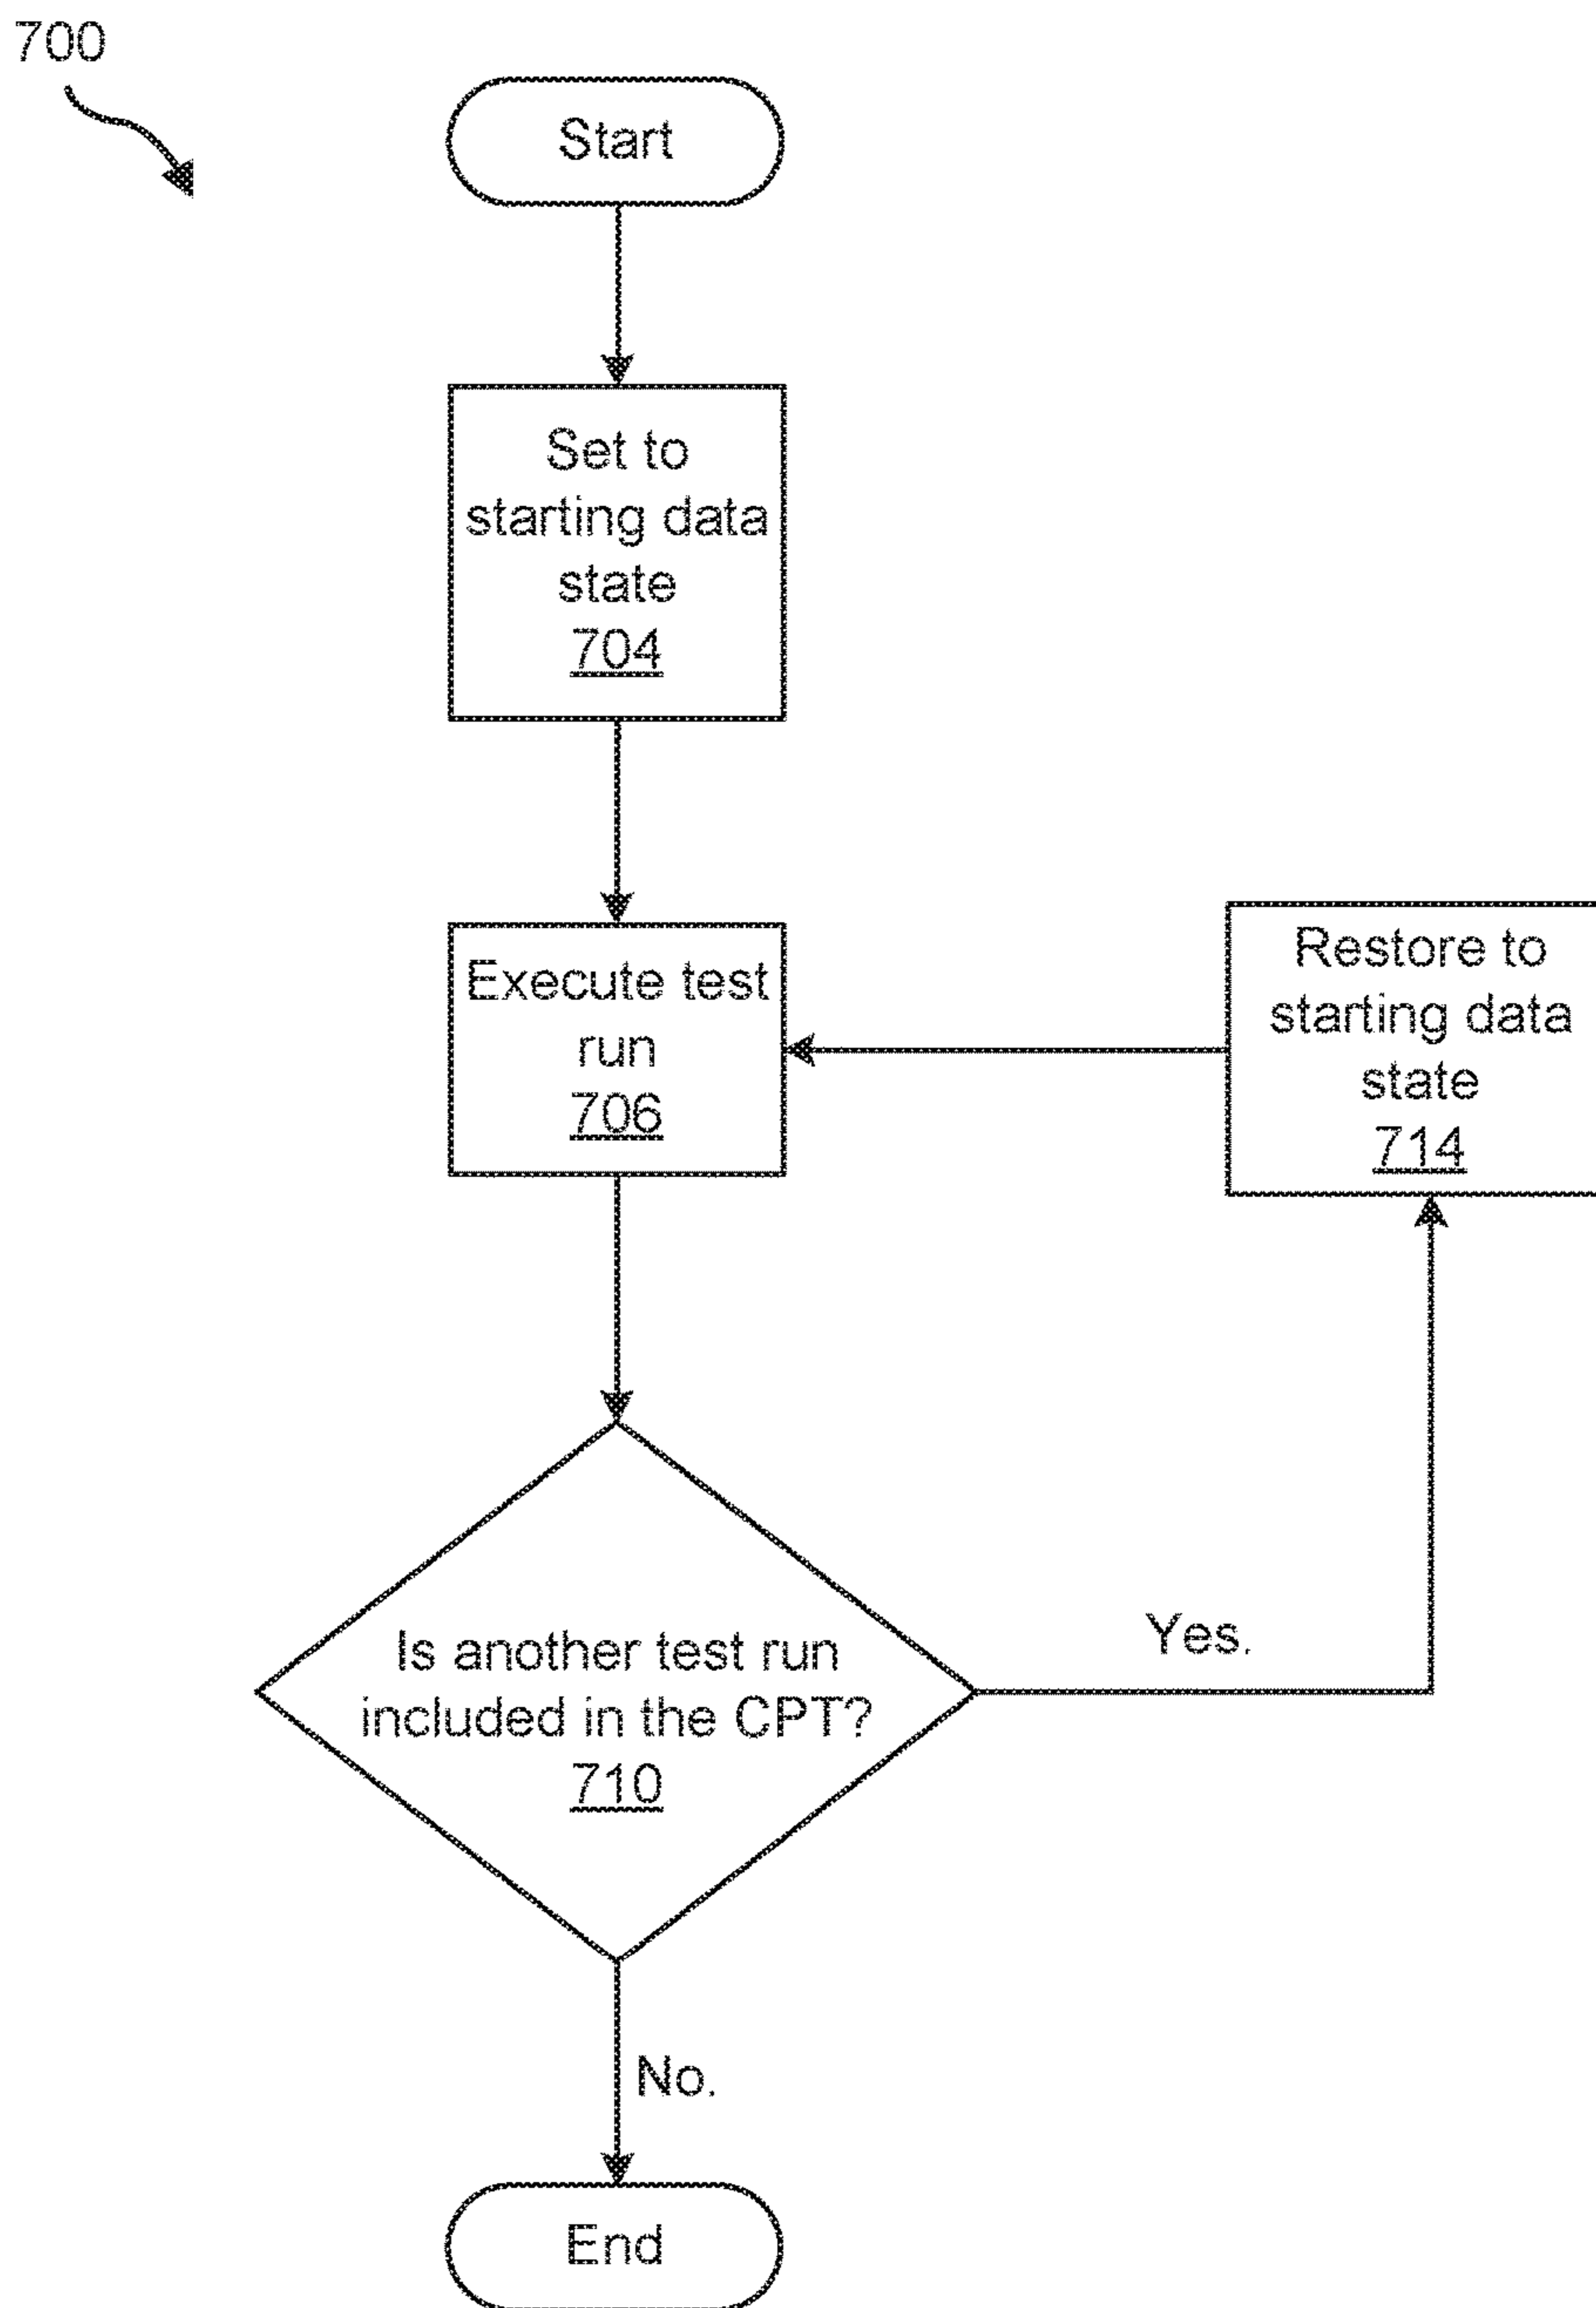 700
Start
Set to
starting data
state
704
Execute test
run
706
Restore to
starting data
state
714
Is another test run
included in the CPT?
710
Yes.
No.
End